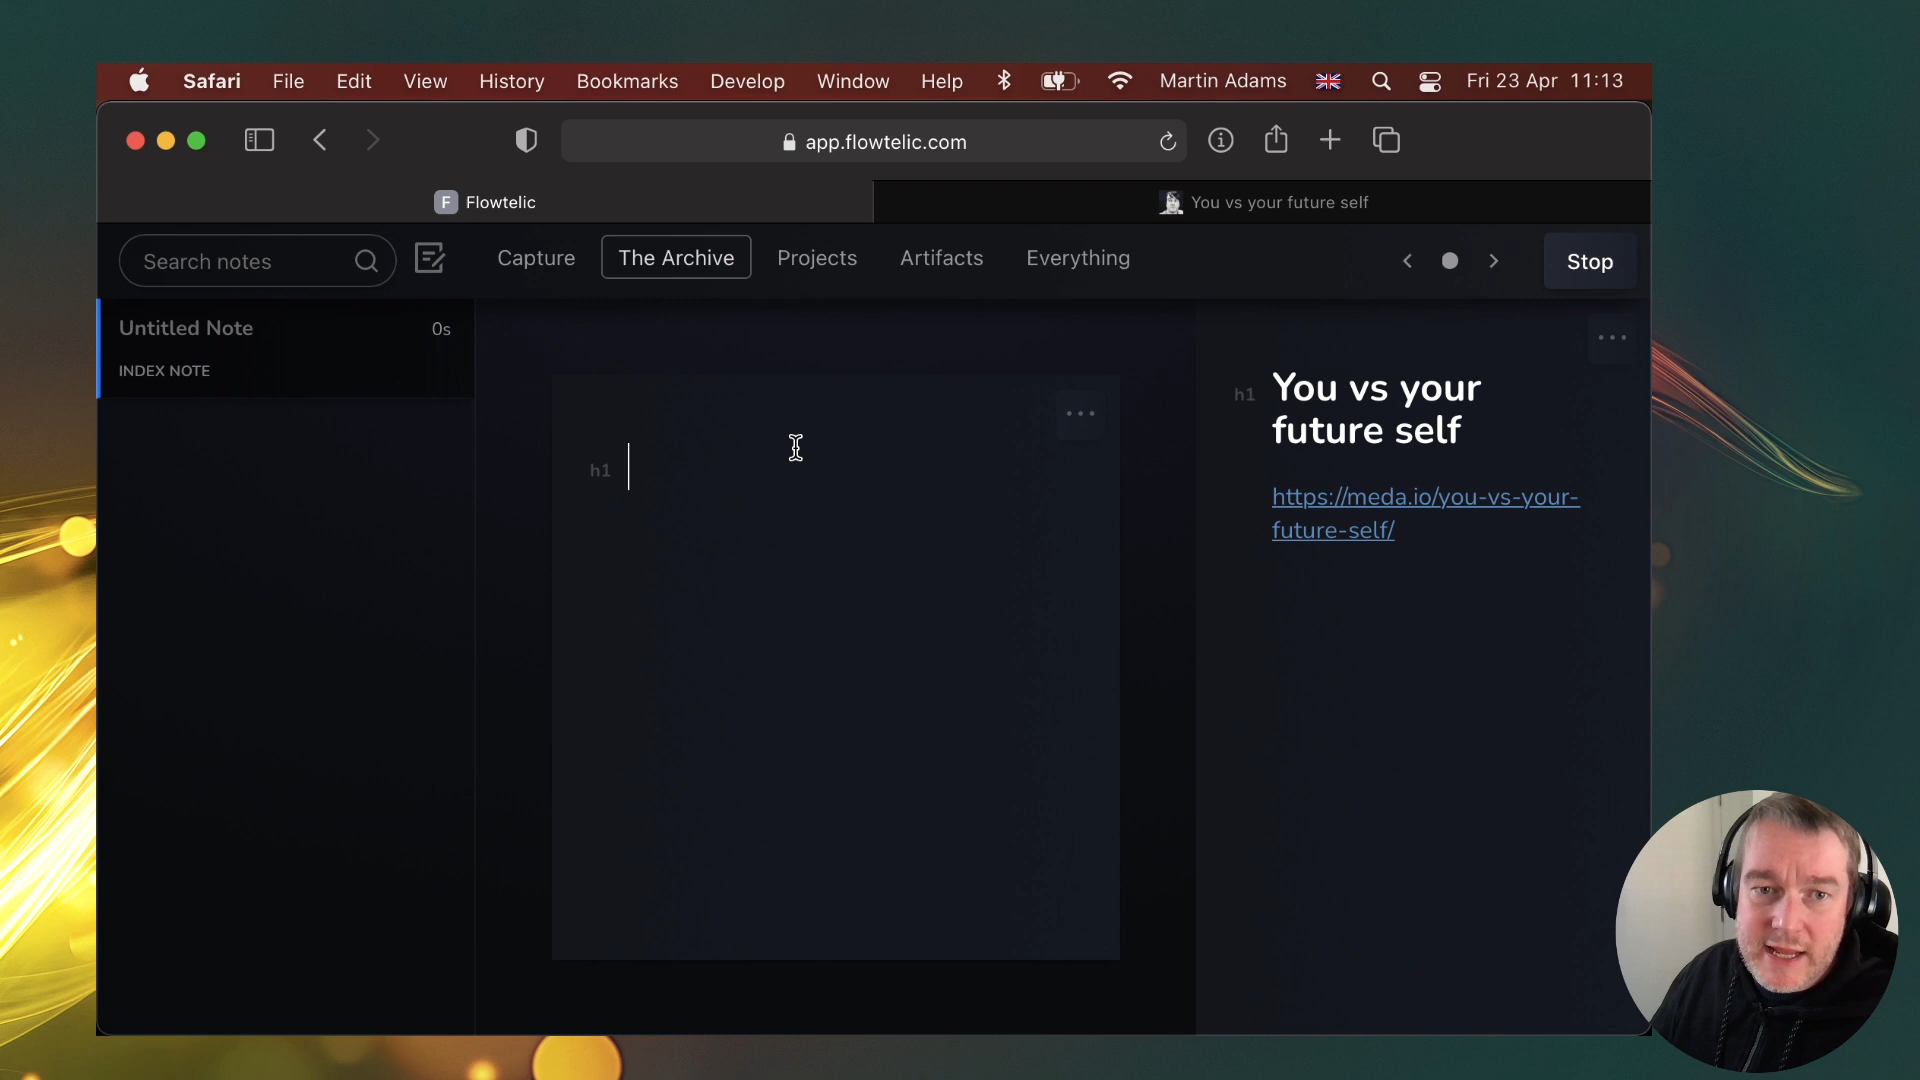 Safari File Edit View History Bookmarks Develop Window Help Martin Adams Fri 23 Apr 11:13
app.flowtelic.com
F Flowtelic
You vs your future self
Search notes
Capture The Archive Projects Artifacts Everything
Stop
Untitled Note 0s
INDEX NOTE
h1
h1 You vs your
future self
https://meda.io/you-vs-your-
future-self/